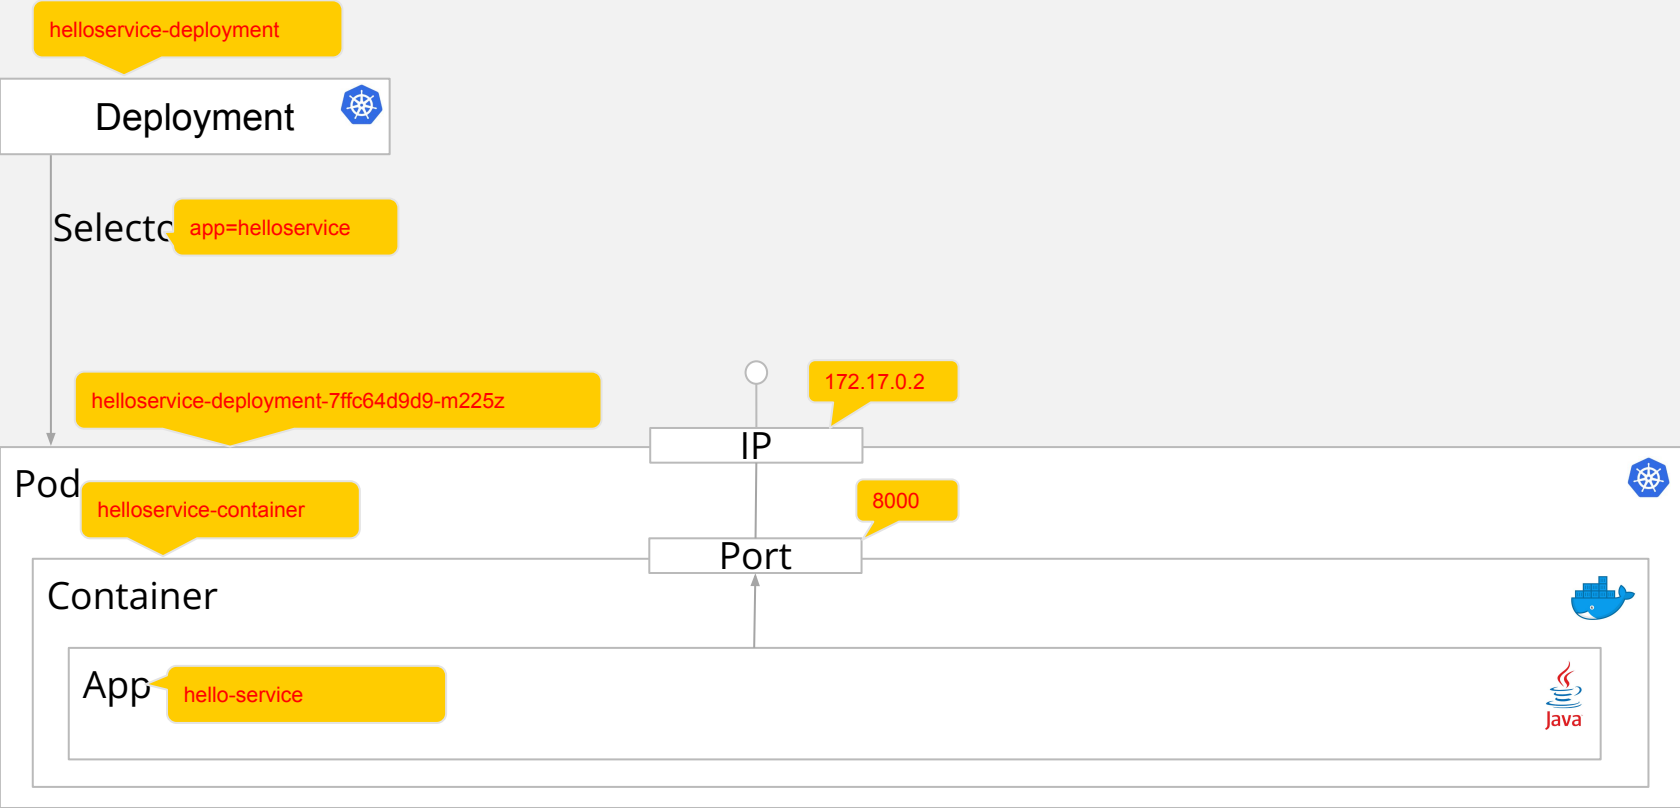 helloservice-deployment
Deployment
Selecto
app=helloservice
172.17.0.2
helloservice-deployment-7ffc64d9d9-m225z
IP
Pod
8000
helloservice-container
Port
Container
App
hello-service
Java